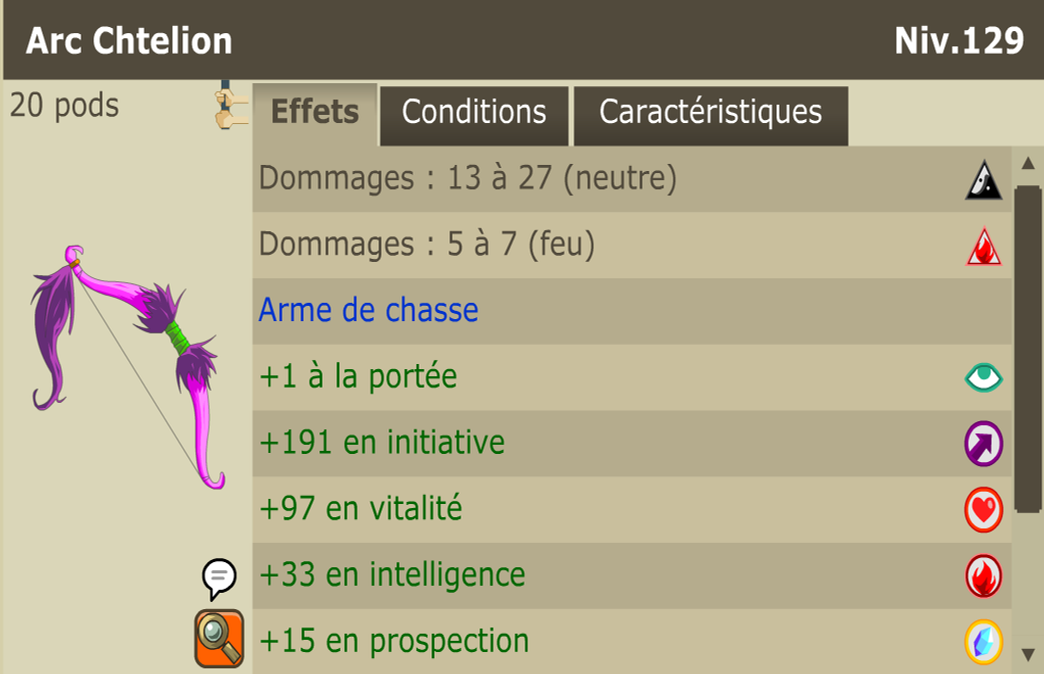 Arc Chtelion
Niv.129
20 pods
Effets
Conditions
Caractéristiques
Dommages : 13 à 27 (neutre)
Dommages : 5 à 7 (feu)
Arme de chasse
+1 à la portée
+191 en initiative
+97 en vitalité
+33 en intelligence
+15 en prospection